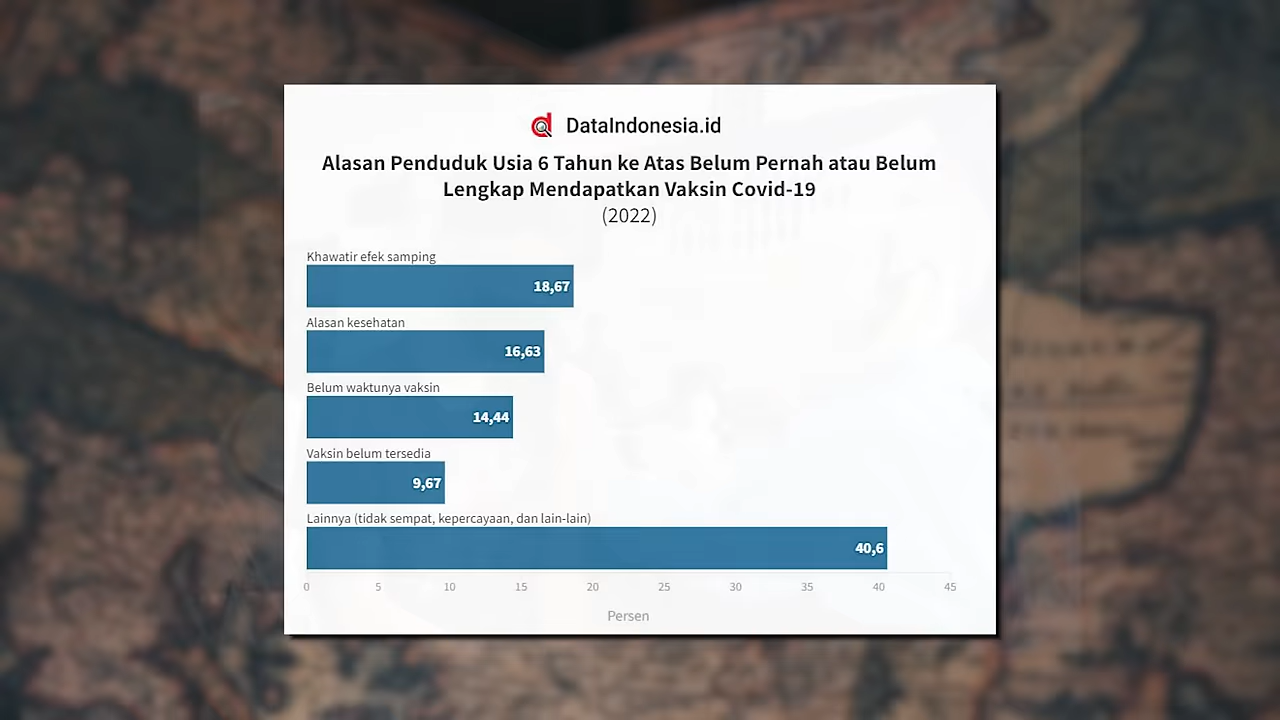 DataIndonesia.id
Alasan Penduduk Usia 6 Tahun ke Atas Belum Pernah atau Belum
Lengkap Mendapatkan Vaksin Covid-19
(2022)
Khawatir efek samping
18,67
Alasan kesehatan
16,63
Belum waktunya vaksin
14,44
Vaksin belum tersedia
9,67
Lainnya (tidak sempat, kepercayaan, dan lain-lain)
40,6
0 5 10 15 20 25 30 35 40 45
Persen